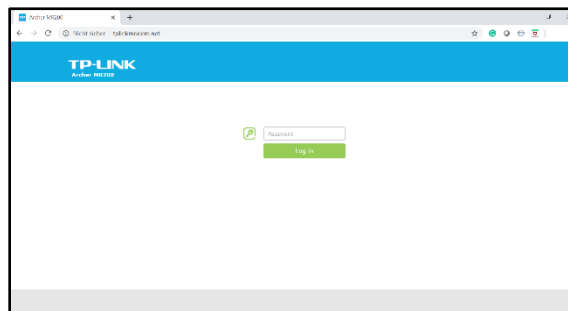 Archer MR200
Nicht sicher tplinkmodem.net
TP-LINK
Archer MR200
Password
Log in